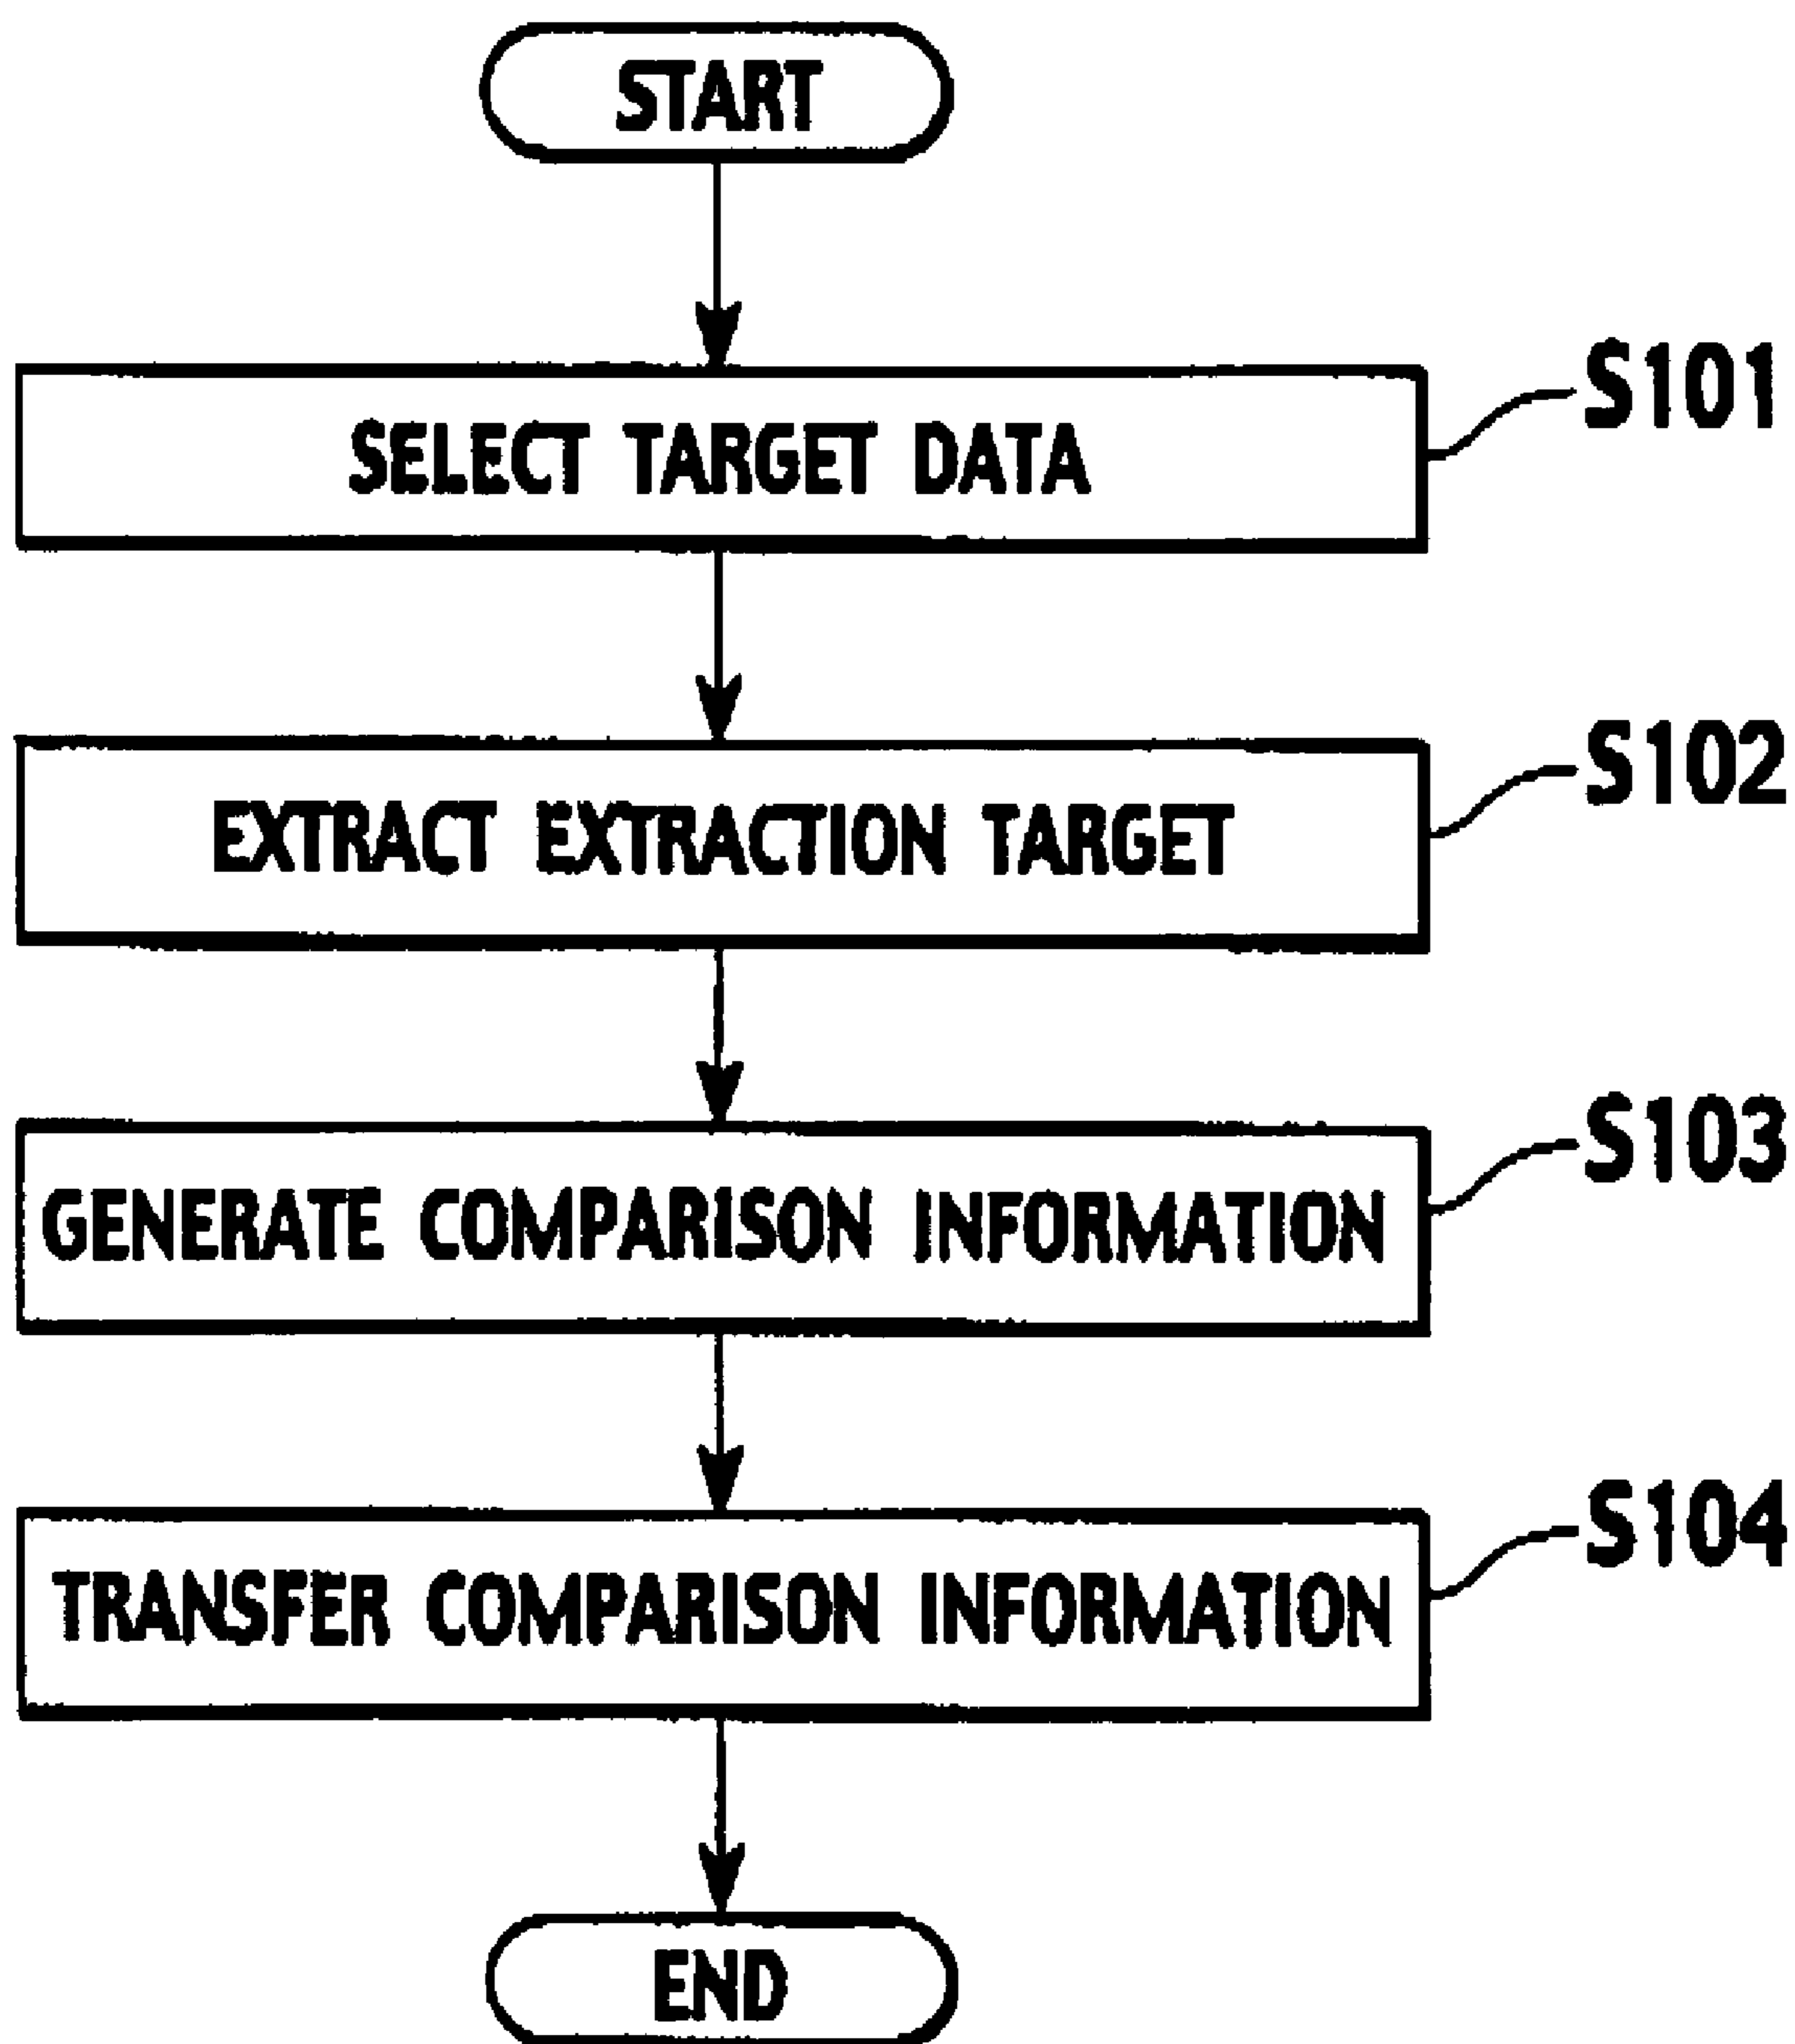 START
S101
SELECT TARGET DATA
S102
EXTRACT EXTRACTION TARGET
S103
GENERATE COMPARISON INFORMATION
S104
TRANSFER COMPARISON INFORMATION
END